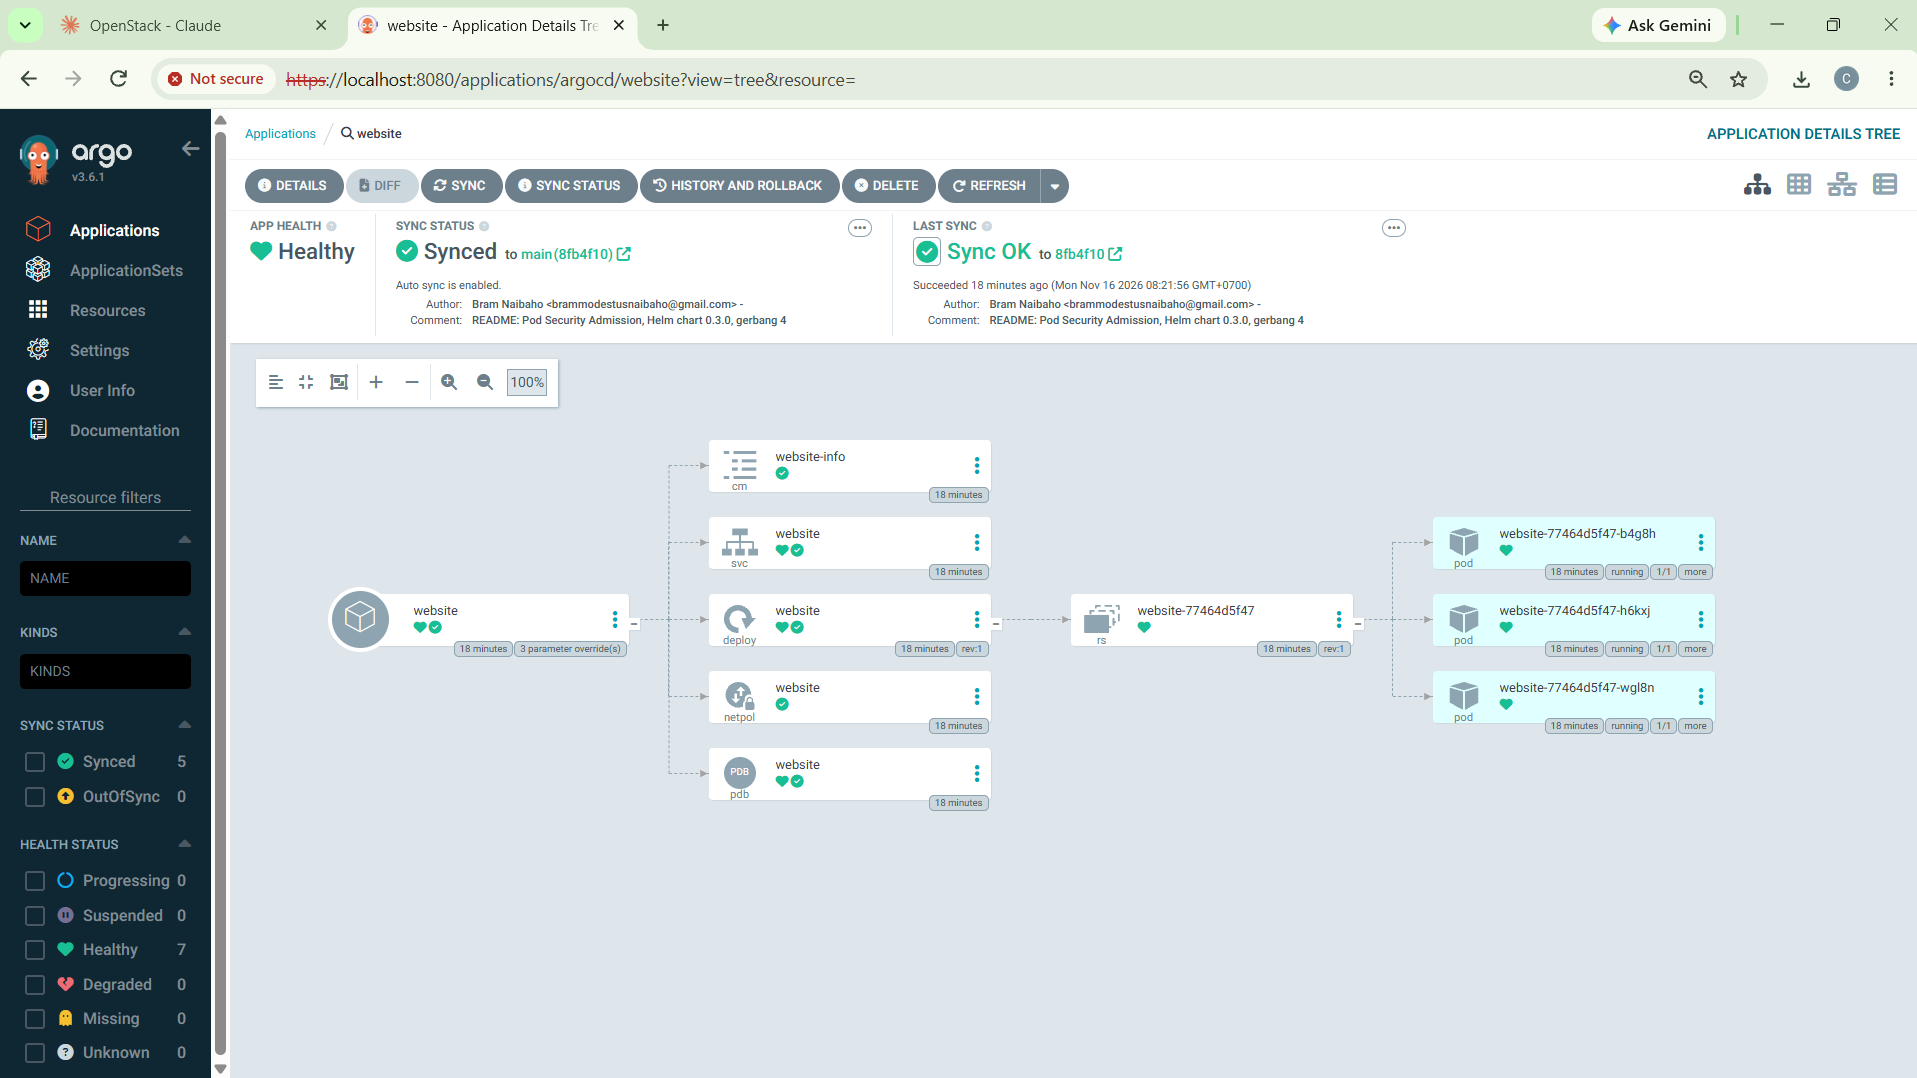 OpenStack - Claude
website - Application Details Tre
Ask Gemini
Not secure
https://localhost:8080/applications/argocd/website?view=tree&resource=
C
argo
v3.6.1
Applications
ApplicationSets
Resources
Settings
User Info
Documentation
Resource filters
NAME
NAME
KINDS
KINDS
SYNC STATUS
Synced 5
OutOfSync 0
HEALTH STATUS
Progressing 0
Suspended 0
Healthy 7
Degraded 0
Missing 0
Unknown 0
Applications / website
APPLICATION DETAILS TREE
DETAILS
DIFF
SYNC
SYNC STATUS
HISTORY AND ROLLBACK
DELETE
REFRESH
APP HEALTH
Healthy
SYNC STATUS
Synced to main (8fb4f10)
Auto sync is enabled.
Author: Bram Naibaho <brammodestusnaibaho@gmail.com> -
Comment: README: Pod Security Admission, Helm chart 0.3.0, gerbang 4
LAST SYNC
Sync OK to 8fb4f10
Succeeded 18 minutes ago (Mon Nov 16 2026 08:21:56 GMT+0700)
Author: Bram Naibaho <brammodestusnaibaho@gmail.com> -
Comment: README: Pod Security Admission, Helm chart 0.3.0, gerbang 4
100%
website
18 minutes 3 parameter override(s)
website-info
cm
18 minutes
website
svc
18 minutes
website
deploy
18 minutes rev:1
website
netpol
18 minutes
website
PDB
pdb
18 minutes
website-77464d5f47
rs
18 minutes rev:1
website-77464d5f47-b4g8h
pod
18 minutes running 1/1 more
website-77464d5f47-h6kxj
pod
18 minutes running 1/1 more
website-77464d5f47-wgl8n
pod
18 minutes running 1/1 more